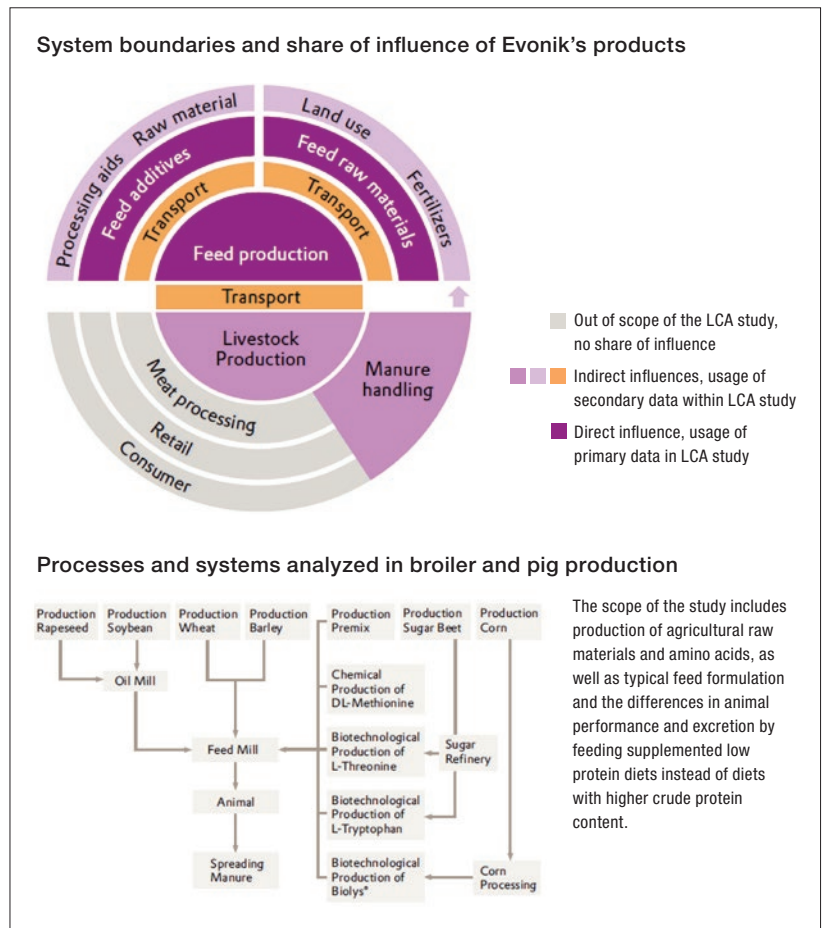 System boundaries and share of influence of Evonik's products
Processing aids
Raw material
Land use
Fertilizers
Feed additives
Feed raw materials
Transport
Transport
Feed production
Transport
Livestock
Production
Manure
handling
Meat processing
Retail
Consumer
Out of scope of the LCA study,
no share of influence
Indirect influences, usage of
secondary data within LCA study
Direct influence, usage of
primary data in LCA study
Processes and systems analyzed in broiler and pig production
Production
Rapeseed
Production
Soybean
Production
Wheat
Production
Barley
Production
Premix
Production
Sugar Beet
Production
Corn
Oil Mill
Chemical
Production of
DL-Methionine
Feed Mill
Biotechnological
Production of
L-Threonine
Sugar
Refinery
Animal
Biotechnological
Production of
L-Tryptophan
Spreading
Manure
Biotechnological
Production of
Biolys®
Corn
Processing
The scope of the study includes
production of agricultural raw
materials and amino acids, as
well as typical feed formulation
and the differences in animal
performance and excretion by
feeding supplemented low
protein diets instead of diets
with higher crude protein
content.